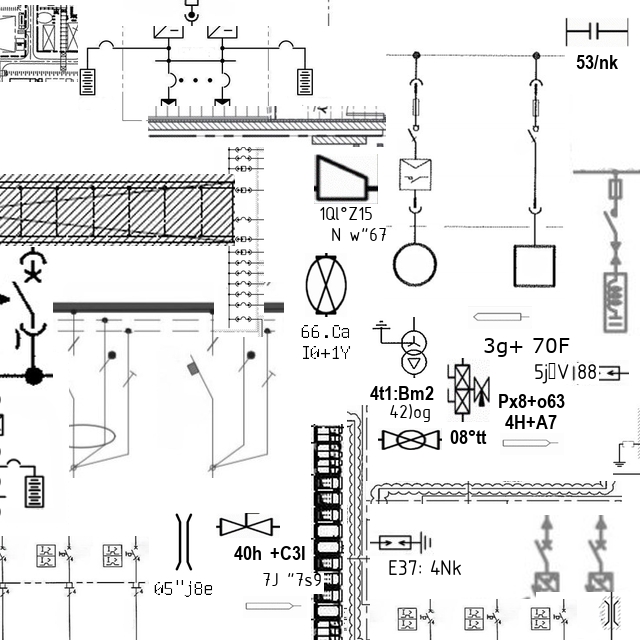 53/nk
1Ql°Z15
N w"67
66.Ca
I0+1Y
3g+ 70F
5j▯V |88:
4t1:Bm2
42)og
Px8+o63
4H+A7
08°tt
40h +C3l
7J "7s9
05"j8e
E37: 4Nk